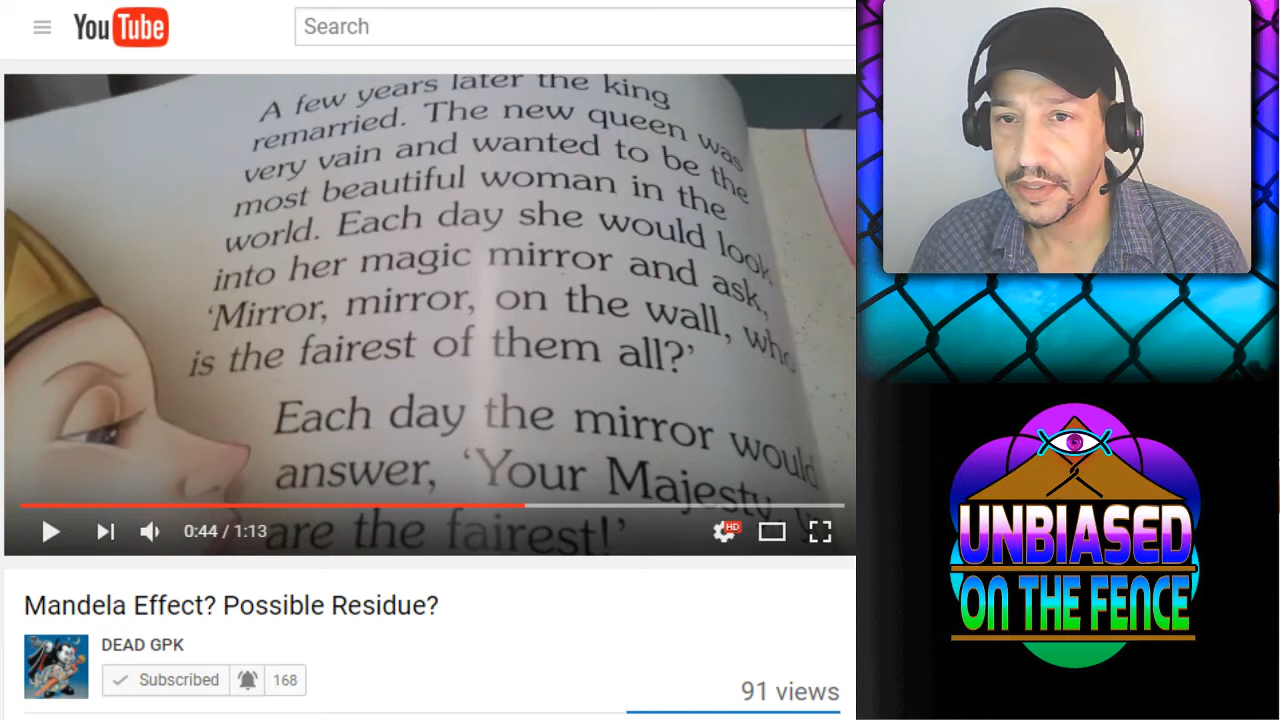 YouTube
Search
A few years later the king
remarried. The new queen was
very vain and wanted to be the
most beautiful woman in the
world. Each day she would look
into her magic mirror and ask,
‘Mirror, mirror, on the wall, who
is the fairest of them all?’
Each day the mirror would
answer, ‘Your Majesty,
are the fairest!’
0:44 / 1:13
HD
Mandela Effect? Possible Residue?
DEAD GPK
Subscribed
168
91 views
UNBIASED
ON THE FENCE